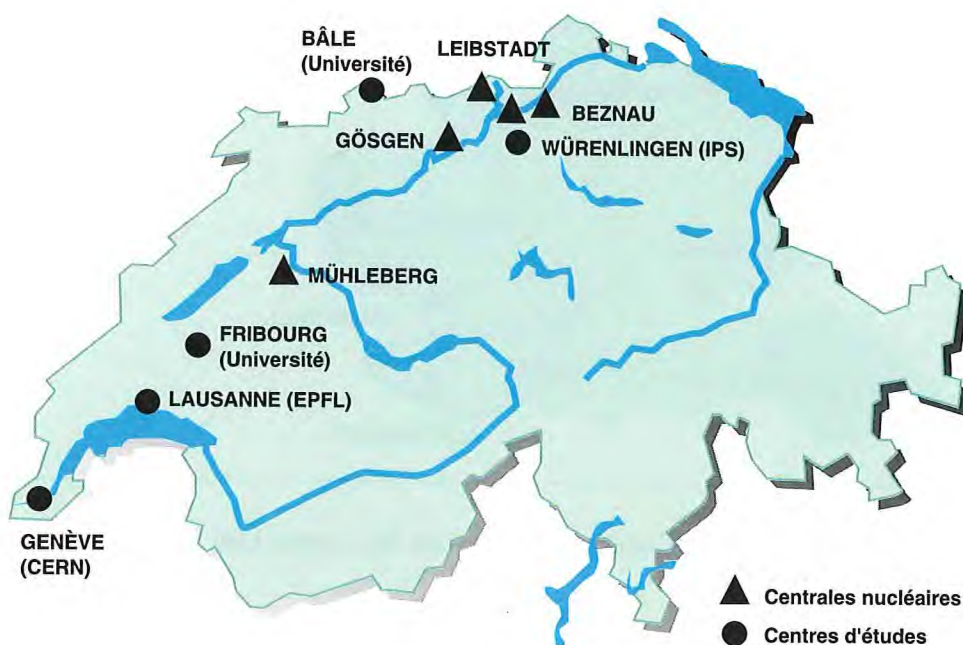 BÂLE
(Université)
LEIBSTADT
GÖSGEN
BEZNAU
WÜRENLINGEN (IPS)
MÜHLEBERG
FRIBOURG
(Université)
LAUSANNE (EPFL)
GENÈVE
(CERN)
Centrales nucléaires
Centres d'études